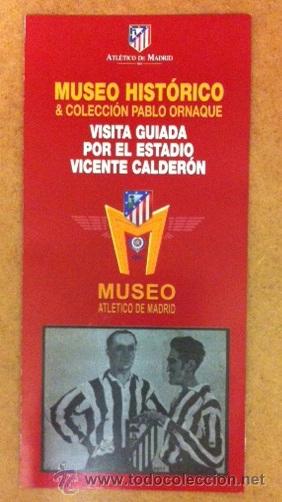 ATLÉTICO DE MADRID
MUSEO HISTÓRICO
& COLECCIÓN PABLO ORNAQUE
VISITA GUIADA
POR EL ESTADIO
VICENTE CALDERÓN
MUSEO
ATLETICO DE MADRID
www.todocoleccion.net